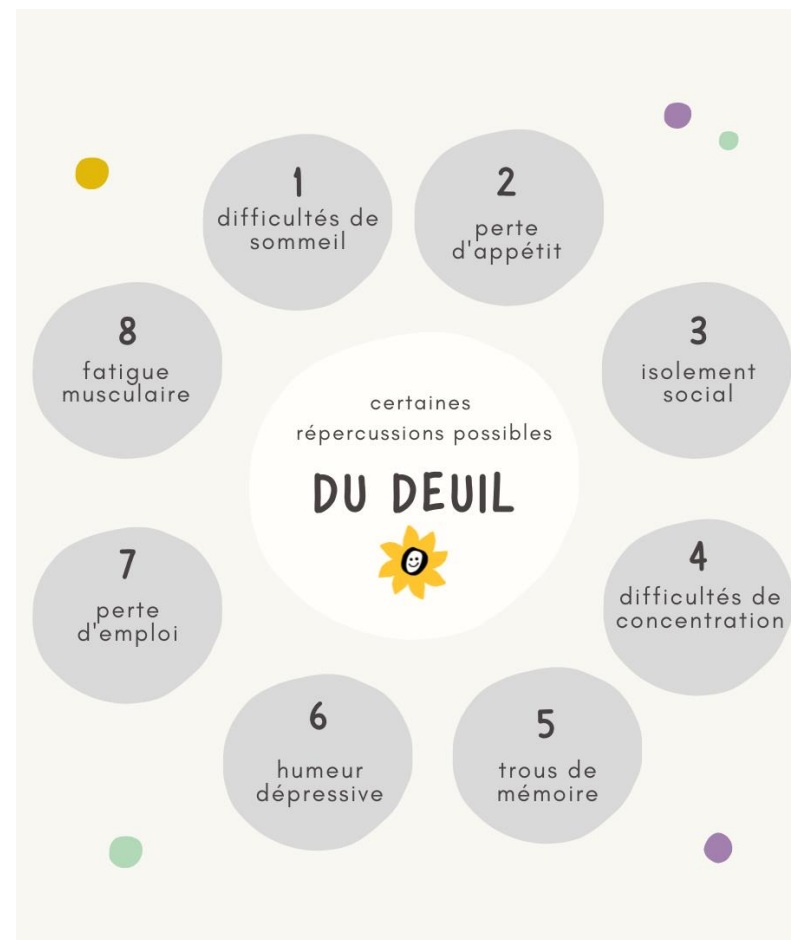 certaines
répercussions possibles
DU DEUIL
1
difficultés de
sommeil
2
perte
d'appétit
3
isolement
social
4
difficultés de
concentration
5
trous de
mémoire
6
humeur
dépressive
7
perte
d'emploi
8
fatigue
musculaire